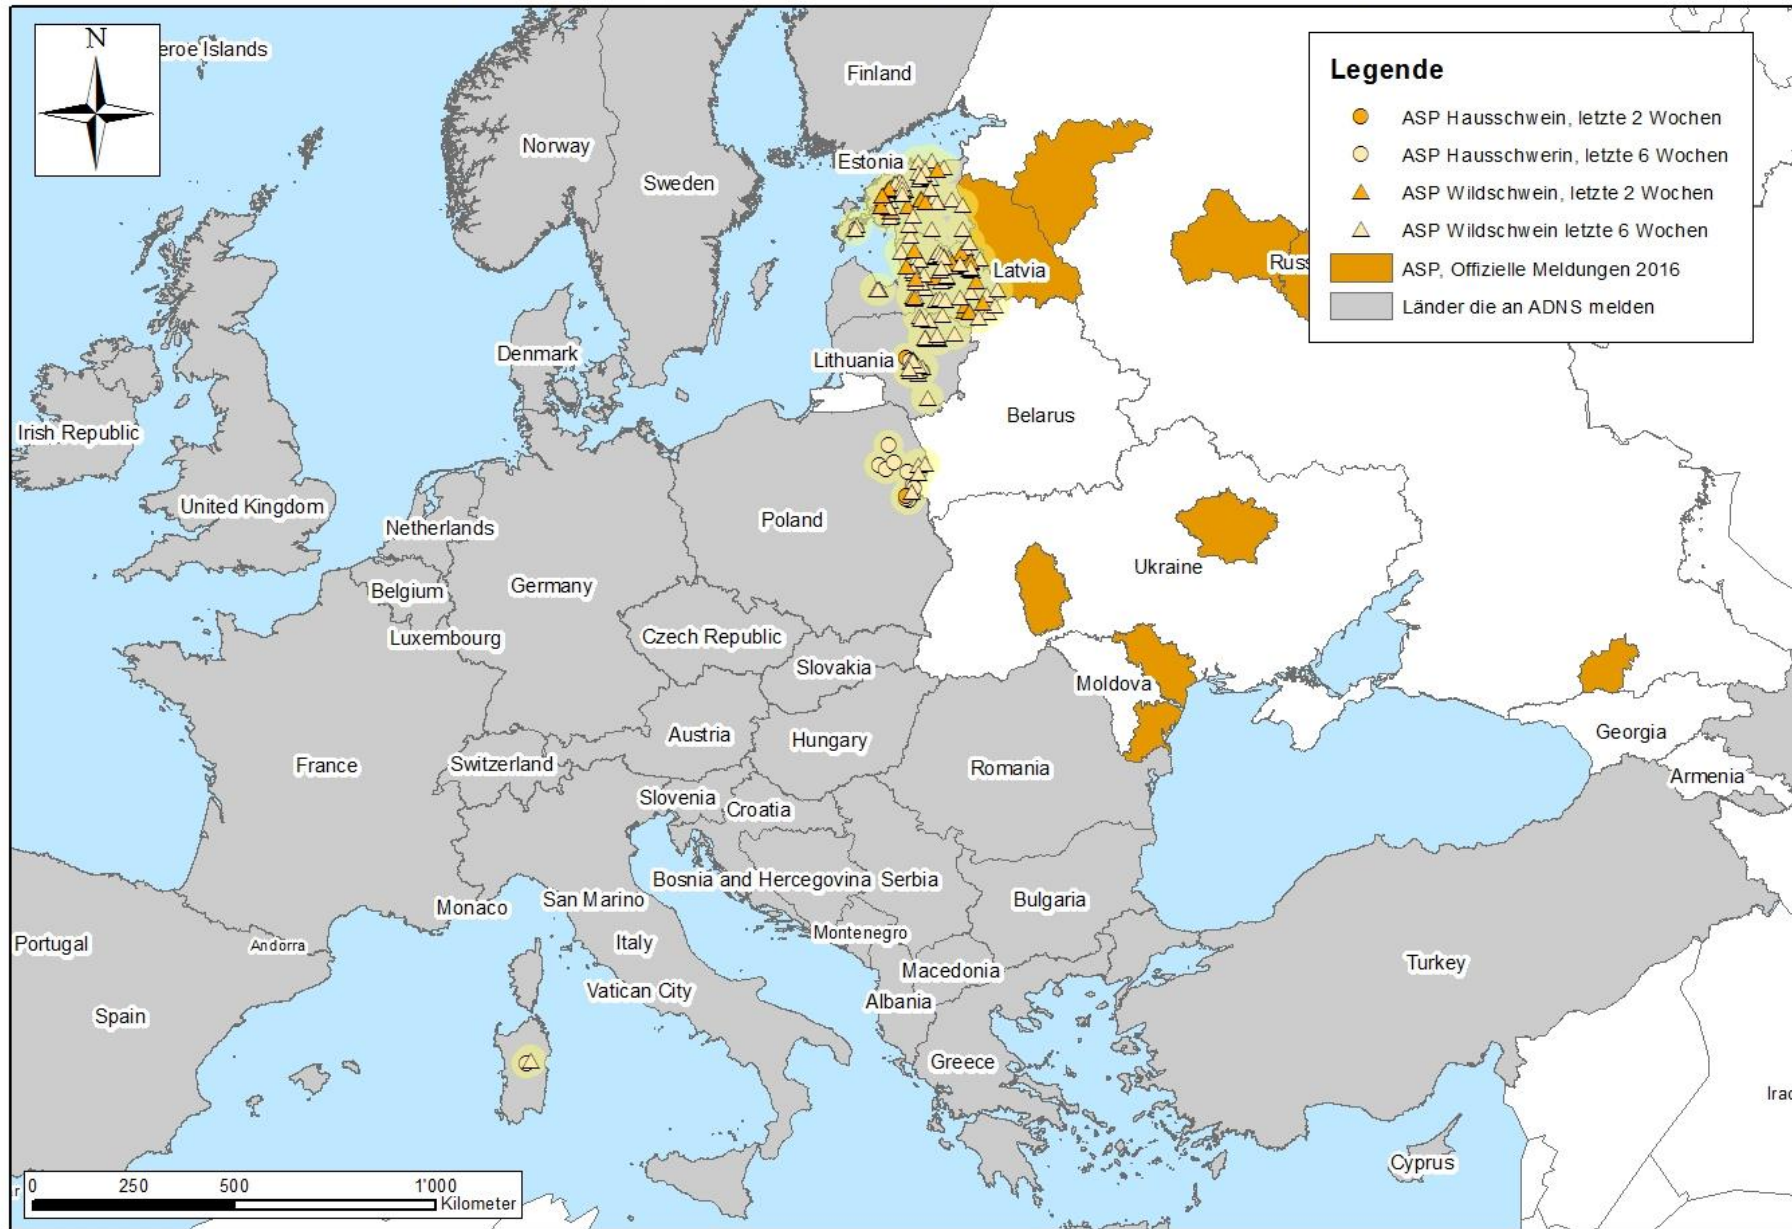 N
eroe Islands
Legende
ASP Hausschwein, letzte 2 Wochen
ASP Hausschwerin, letzte 6 Wochen
ASP Wildschwein, letzte 2 Wochen
ASP Wildschwein letzte 6 Wochen
ASP, Offizielle Meldungen 2016
Länder die an ADNS melden
Finland
Norway
Sweden
Estonia
Latvia
Russ
Denmark
Lithuania
Belarus
Irish Republic
United Kingdom
Netherlands
Poland
Ukraine
Belgium
Germany
Luxembourg
Czech Republic
Slovakia
Moldova
Austria
Hungary
Georgia
France
Switzerland
Romania
Armenia
Slovenia
Croatia
Bosnia and Hercegovina
Serbia
Bulgaria
Monaco
San Marino
Portugal
Andorra
Italy
Montenegro
Macedonia
Turkey
Vatican City
Albania
Spain
Greece
Irac
Cyprus
r
0 250 500 1'000
Kilometer